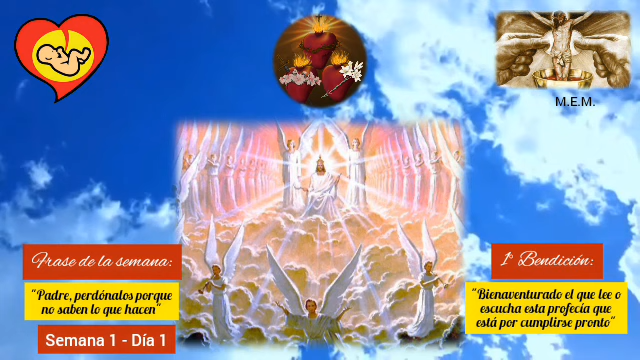 M.E.M.
Frase de la semana:
"Padre, perdónalos porque
no saben lo que hacen"
Semana 1 - Día 1
1° Bendición:
"Bienaventurado el que lee o
escucha esta profecía que
está por cumplirse pronto"